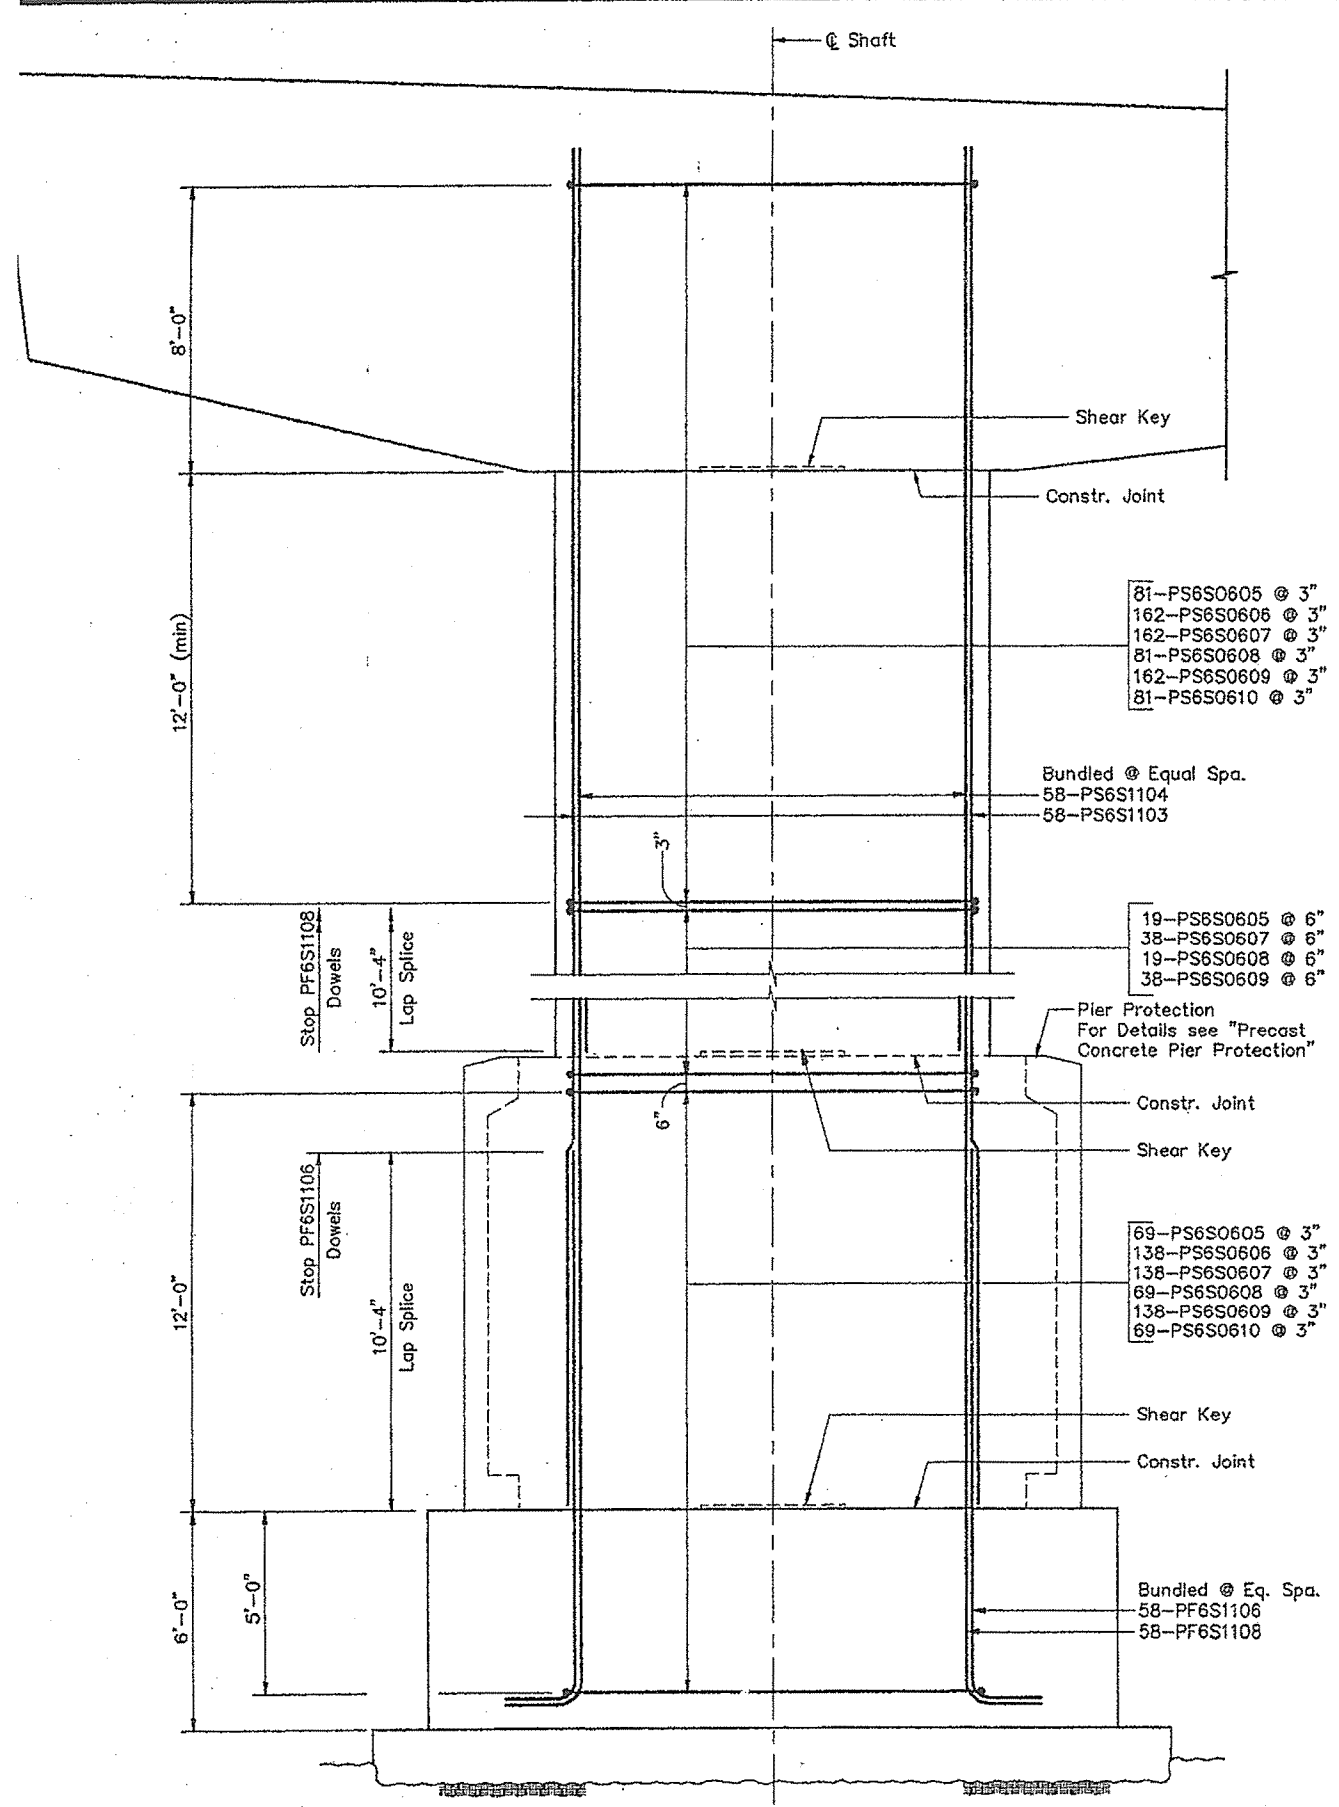 ℄ Shaft
8'-0"
Shear Key
Constr. Joint
12'-0" (min)
81-PS6S0605 @ 3"
162-PS6S0606 @ 3"
162-PS6S0607 @ 3"
81-PS6S0608 @ 3"
162-PS6S0609 @ 3"
81-PS6S0610 @ 3"
Bundled @ Equal Spa.
58-PS6S1104
58-PS6S1103
3"
Stop PF6S1108
Dowels
10'-4"
Lap Splice
19-PS6S0605 @ 6"
38-PS6S0607 @ 6"
19-PS6S0608 @ 6"
38-PS6S0609 @ 6"
Pier Protection
For Details see "Precast
Concrete Pier Protection"
6"
Constr. Joint
Shear Key
Stop PF6S1106
Dowels
12'-0"
10'-4"
Lap Splice
69-PS6S0605 @ 3"
138-PS6S0606 @ 3"
138-PS6S0607 @ 3"
69-PS6S0608 @ 3"
138-PS6S0609 @ 3"
69-PS6S0610 @ 3"
Shear Key
Constr. Joint
6'-0"
5'-0"
Bundled @ Eq. Spa.
58-PF6S1106
58-PF6S1108